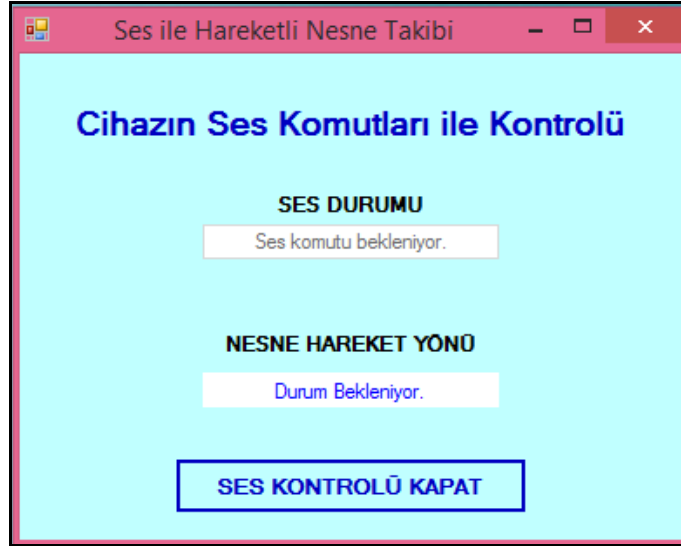 Ses ile Hareketli Nesne Takibi
Cihazın Ses Komutları ile Kontrolü
SES DURUMU
Ses komutu bekleniyor.
NESNE HAREKET YÖNÜ
Durum Bekleniyor.
SES KONTROLÜ KAPAT